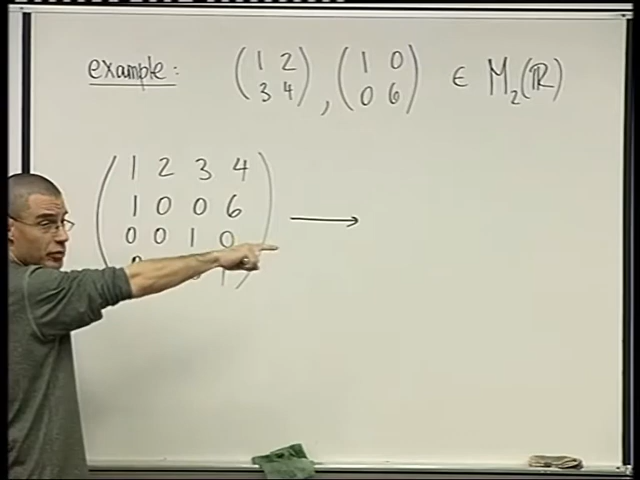 example: (1 2 , (1 0 ∈ M₂(ℝ)
3 4) 0 6)
1 2 3 4
1 0 0 6
0 0 1 0 →